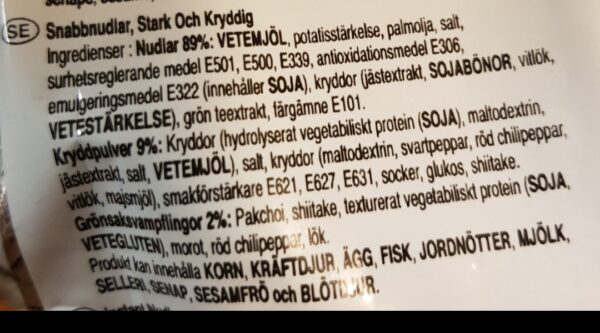 SE Snabbnudlar, Stark Och Kryddig
Ingredienser : Nudlar 89%: VETEMJÖL, potatisstärkelse, palmolja, salt,
surhetsreglerande medel E501, E500, E339, antioxidationsmedel E306,
emulgeringsmedel E322 (innehåller SOJA), kryddor (jästextrakt, SOJABÖNOR, vitlök,
VETESTÄRKELSE), grön teextrakt, färgämne E101.
Kryddpulver 9%: Kryddor (hydrolyserat vegetabiliskt protein (SOJA), maltodextrin,
jästextrakt, salt, VETEMJÖL), salt, kryddor (maltodextrin, svartpeppar, röd chilipeppar,
vitlök, majsmjöl), smakförstärkare E621, E627, E631, socker, glukos, shiitake.
Grönsaksvampflingor 2%: Pakchoi, shiitake, texturerat vegetabiliskt protein (SOJA,
VETEGLUTEN), morot, röd chilipeppar, lök.
Produkt kan innehålla KORN, KRÄFTDJUR, ÄGG, FISK, JORDNÖTTER, MJÖLK,
SELLERI, SENAP, SESAMFRÖ och BLÖTDJUR.